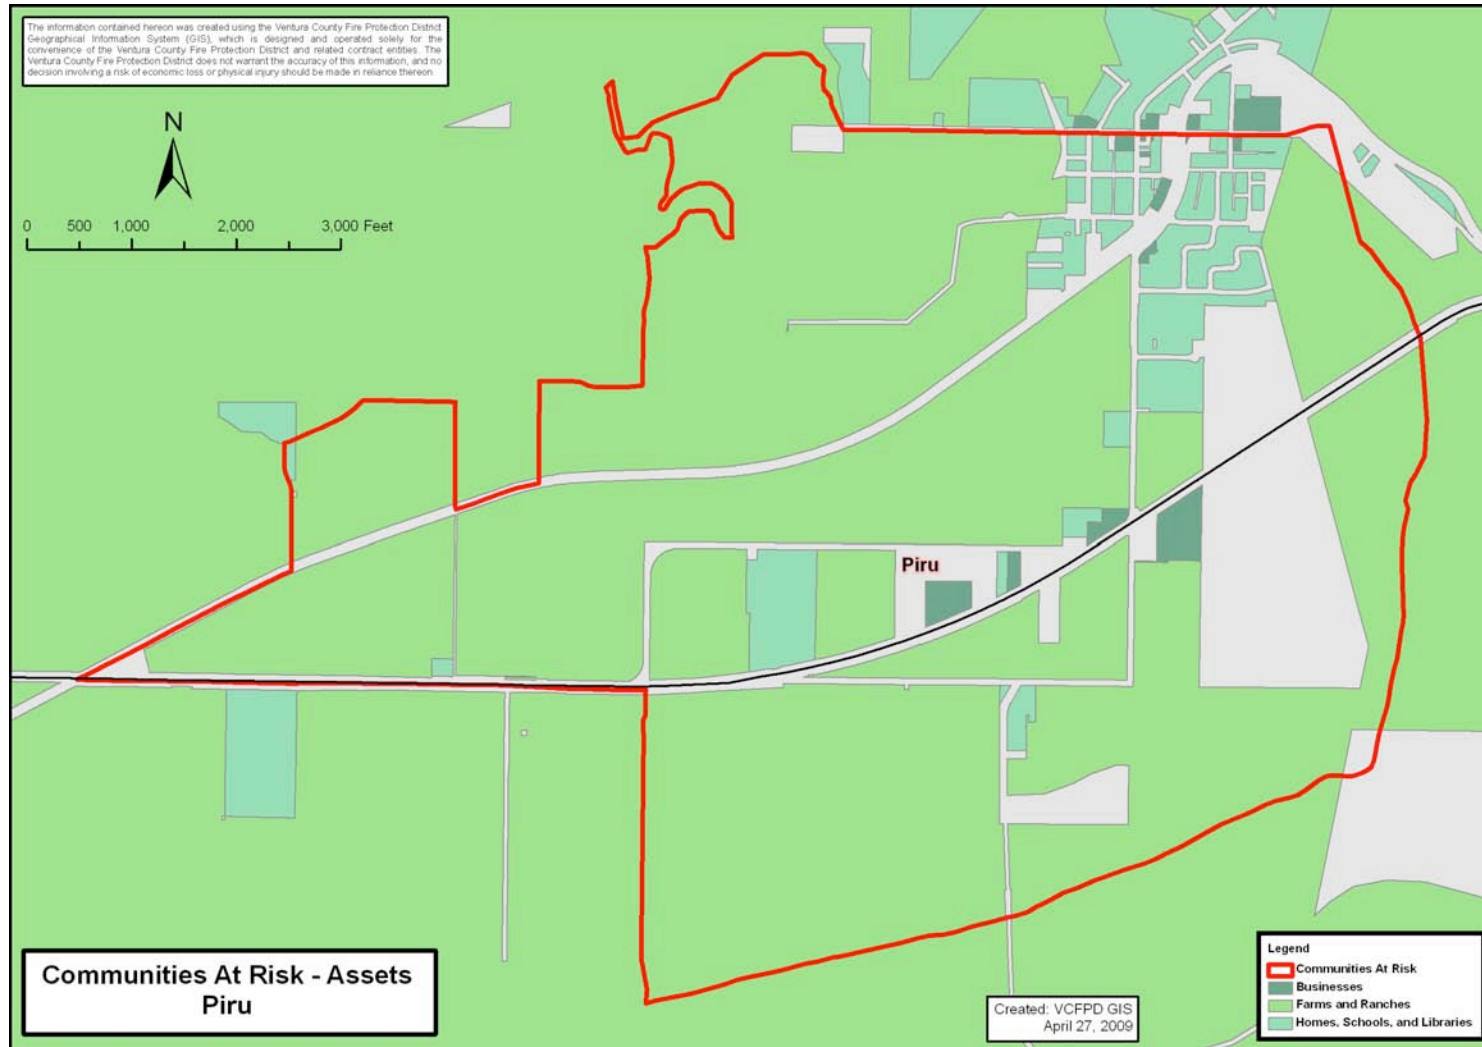 The information contained hereon was created using the Ventura County Fire Protection District
Geographical Information System (GIS), which is designed and operated solely for the
convenience of the Ventura County Fire Protection District and related contract entities. The
Ventura County Fire Protection District does not warrant the accuracy of this information, and no
decision involving a risk of economic loss or physical injury should be made in reliance thereon.
N
0 500 1,000 2,000 3,000 Feet
Piru
Communities At Risk - Assets
Piru
Created: VCFPD GIS
April 27, 2009
Legend
Communities At Risk
Businesses
Farms and Ranches
Homes, Schools, and Libraries